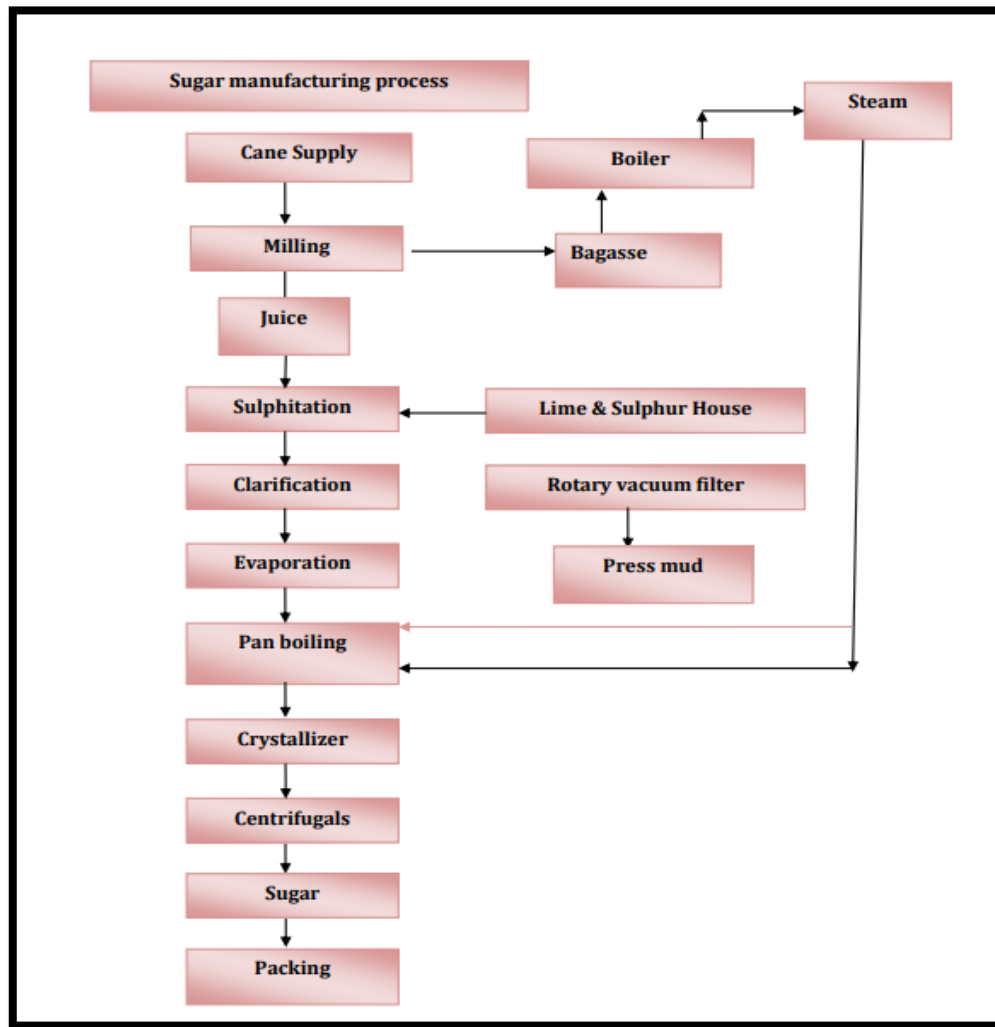 Sugar manufacturing process
Steam
Cane Supply
Boiler
Milling
Bagasse
Juice
Sulphitation
Lime & Sulphur House
Clarification
Rotary vacuum filter
Evaporation
Press mud
Pan boiling
Crystallizer
Centrifugals
Sugar
Packing